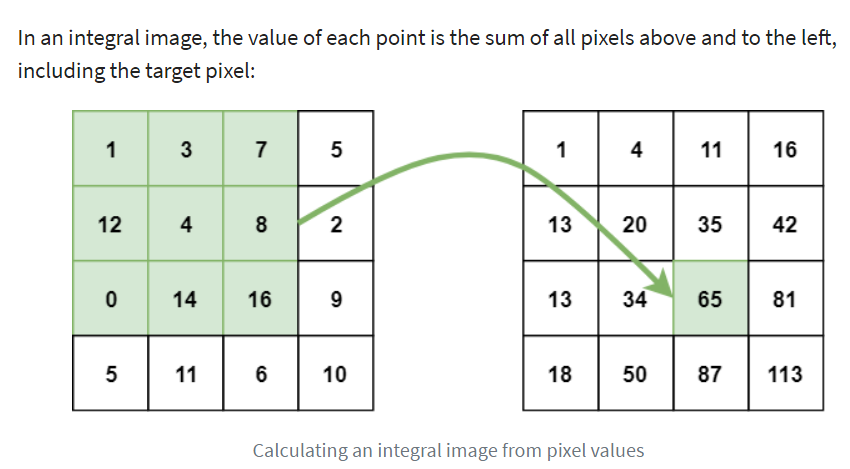 In an integral image, the value of each point is the sum of all pixels above and to the left,
including the target pixel:
1 3 7 5 1 4 11 16
12 4 8 2 13 20 35 42
0 14 16 9 13 34 65 81
5 11 6 10 18 50 87 113
Calculating an integral image from pixel values